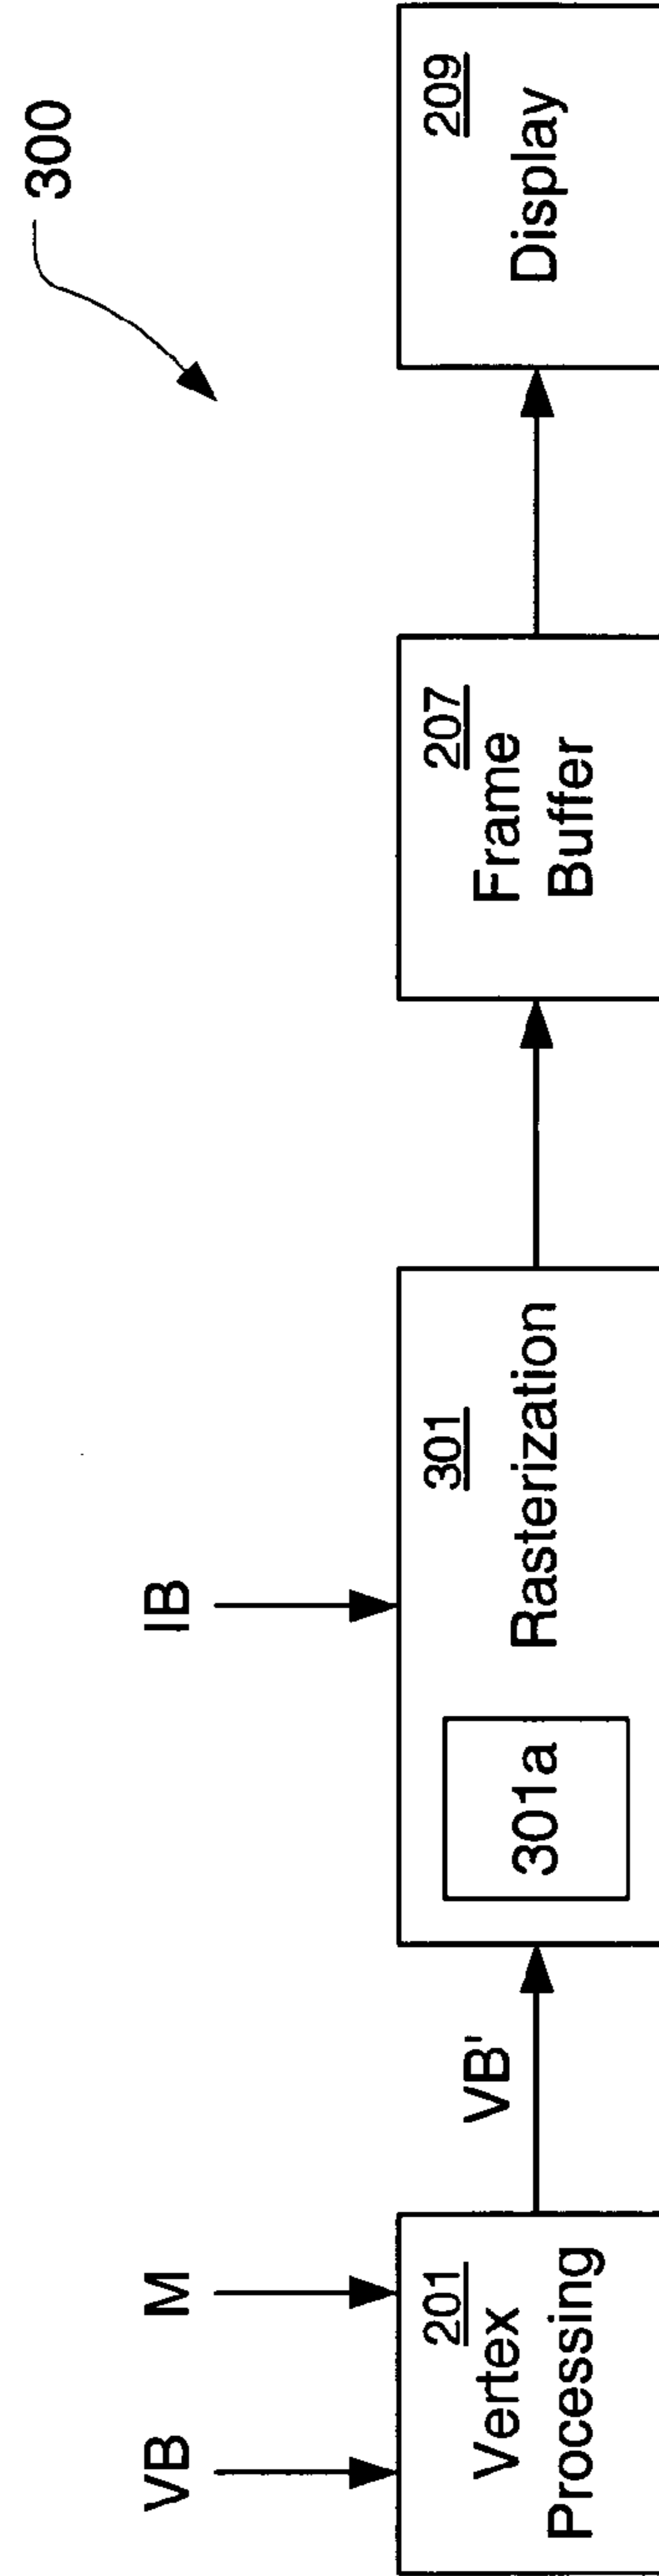 300
VB
M
IB
201
Vertex
Processing
VB'
301
Rasterization
301a
207
Frame
Buffer
209
Display